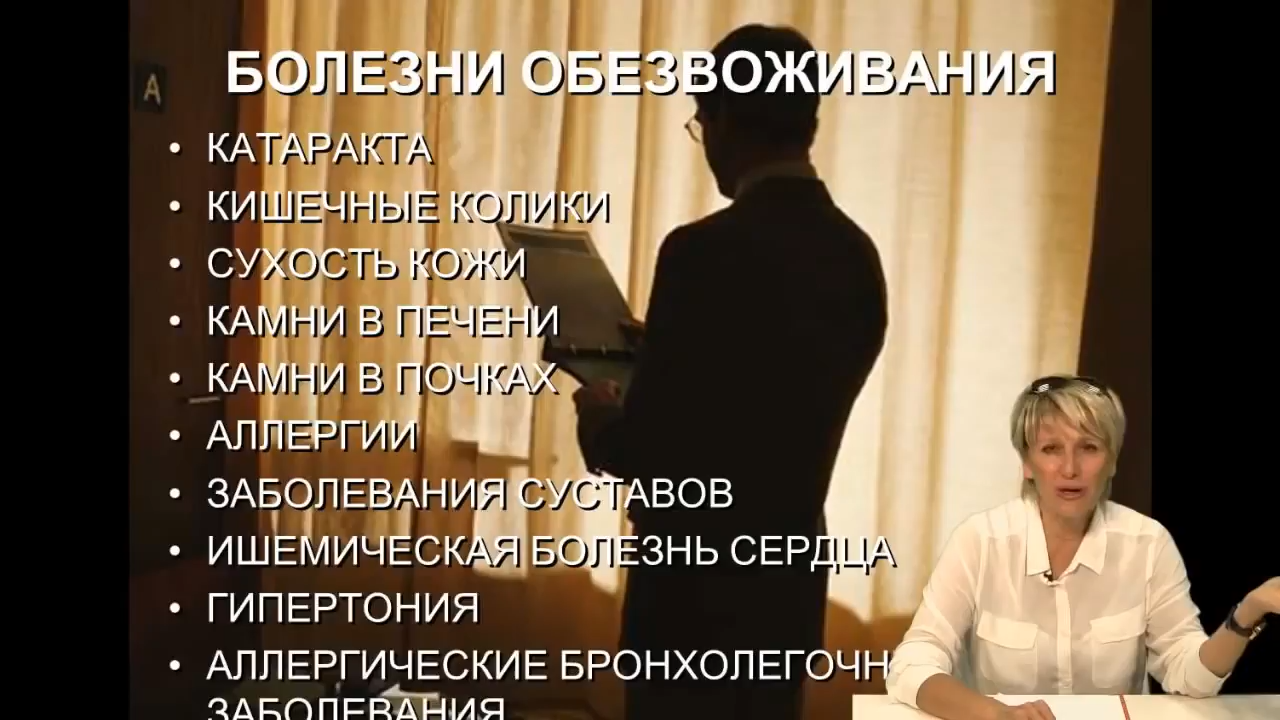 A
БОЛЕЗНИ ОБЕЗВОЖИВАНИЯ
• КАТАРАКТА
• КИШЕЧНЫЕ КОЛИКИ
• СУХОСТЬ КОЖИ
• КАМНИ В ПЕЧЕНИ
• КАМНИ В ПОЧКАХ
• АЛЛЕРГИИ
• ЗАБОЛЕВАНИЯ СУСТАВОВ
• ИШЕМИЧЕСКАЯ БОЛЕЗНЬ СЕРДЦА
• ГИПЕРТОНИЯ
• АЛЛЕРГИЧЕСКИЕ БРОНХОЛЕГОЧН
ЗАБОЛЕВАНИЯ